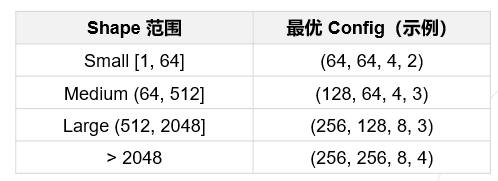 Shape 范围 最优 Config（示例）
Small [1, 64] (64, 64, 4, 2)
Medium (64, 512] (128, 64, 4, 3)
Large (512, 2048] (256, 128, 8, 3)
> 2048 (256, 256, 8, 4)